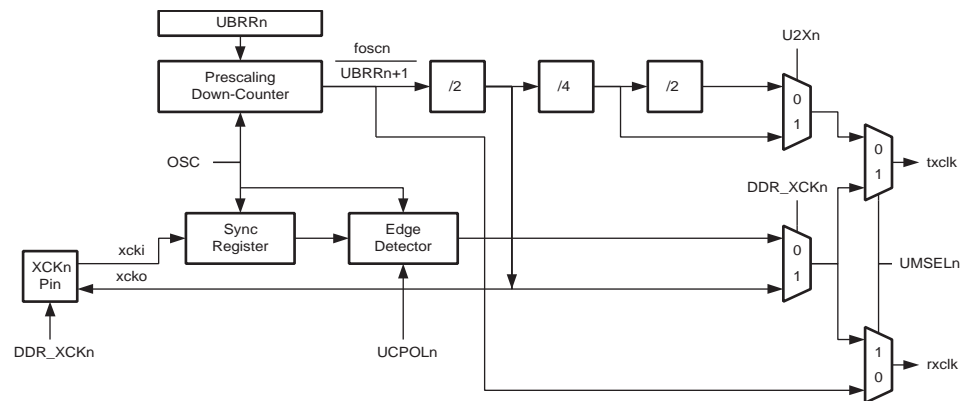 UBRRn
foscn
U2Xn
Prescaling
Down-Counter
UBRRn+1
/2
/4
/2
0
1
OSC
0
1
txclk
DDR_XCKn
Sync
Register
Edge
Detector
xcki
0
1
XCKn
Pin
xcko
UMSELn
DDR_XCKn
UCPOLn
1
0
rxclk